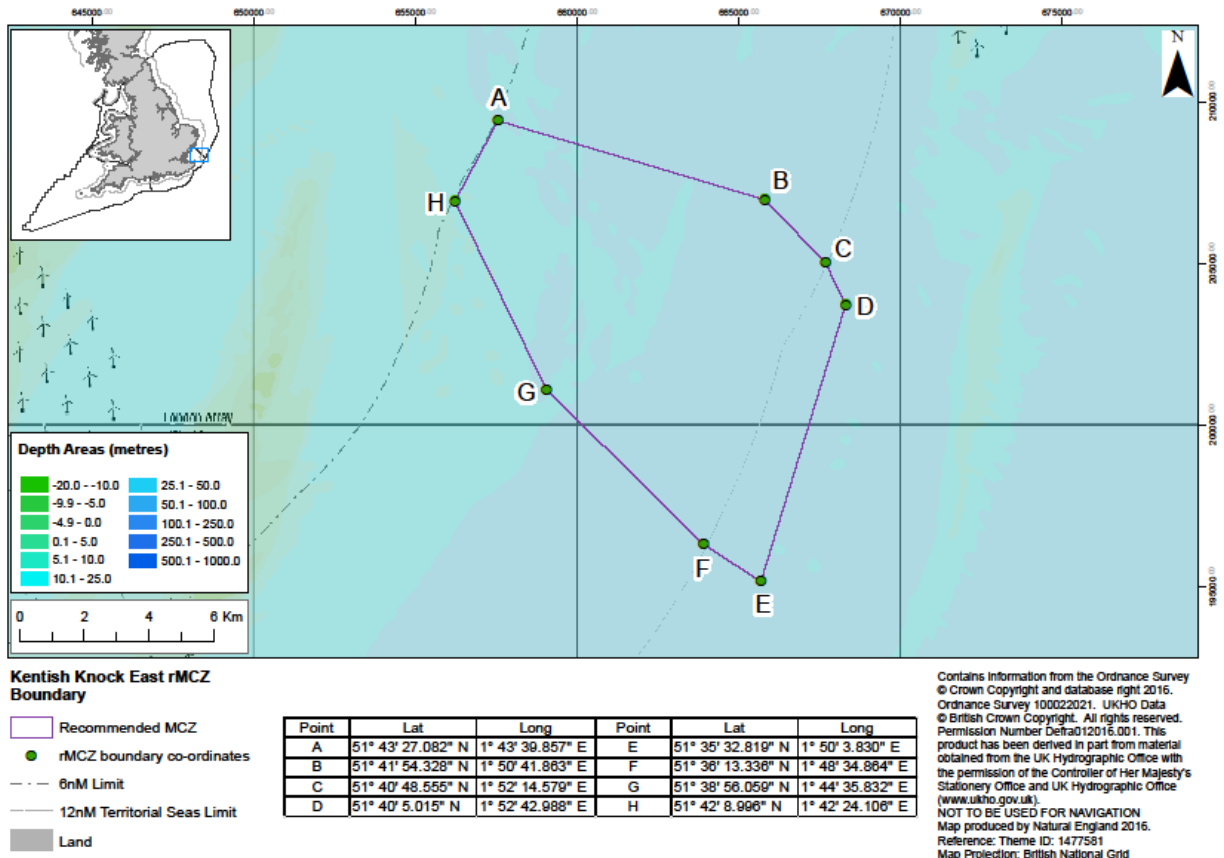 645000.00 650000.00 655000.00 660000.00 665000.00 670000.00 675000.00
N
210000.00
205000.00
200000.00
195000.00
A
B
H
C
D
G
London Array
F
E
Depth Areas (metres)
-20.0 - -10.0 25.1 - 50.0
-9.9 - -5.0 50.1 - 100.0
-4.9 - 0.0 100.1 - 250.0
0.1 - 5.0 250.1 - 500.0
5.1 - 10.0 500.1 - 1000.0
10.1 - 25.0
0 2 4 6 Km
Kentish Knock East rMCZ
Boundary
Recommended MCZ
rMCZ boundary co-ordinates
6nM Limit
12nM Territorial Seas Limit
Land
Point Lat Long Point Lat Long
A 51° 43' 27.082" N 1° 43' 39.857" E E 51° 35' 32.819" N 1° 50' 3.830" E
B 51° 41' 54.328" N 1° 50' 41.863" E F 51° 36' 13.336" N 1° 48' 34.864" E
C 51° 40' 48.555" N 1° 52' 14.579" E G 51° 38' 56.059" N 1° 44' 35.832" E
D 51° 40' 5.015" N 1° 52' 42.988" E H 51° 42' 8.996" N 1° 42' 24.106" E
Contains information from the Ordnance Survey
© Crown Copyright and database right 2016.
Ordnance Survey 100022021. UKHO Data
© British Crown Copyright. All rights reserved.
Permission Number Defra012016.001. This
product has been derived in part from material
obtained from the UK Hydrographic Office with
the permission of the Controller of Her Majesty's
Stationery Office and UK Hydrographic Office
(www.ukho.gov.uk).
NOT TO BE USED FOR NAVIGATION
Map produced by Natural England 2016.
Reference: Theme ID: 1477581
Map Projection: British National Grid